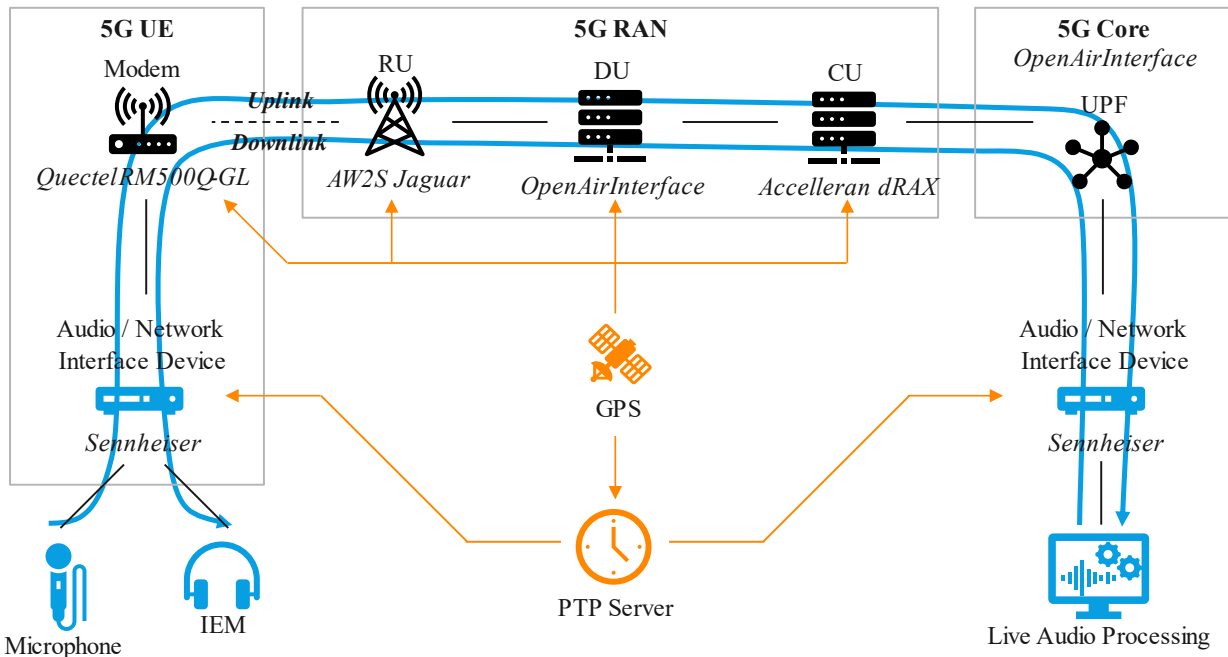 5G UE
5G RAN
5G Core
OpenAirInterface
Modem
RU
DU
CU
UPF
Uplink
Downlink
QuectelRM500Q-GL
AW2S Jaguar
OpenAirInterface
Accelleran dRAX
Audio / Network
Interface Device
Sennheiser
GPS
Audio / Network
Interface Device
Sennheiser
Microphone
IEM
PTP Server
Live Audio Processing